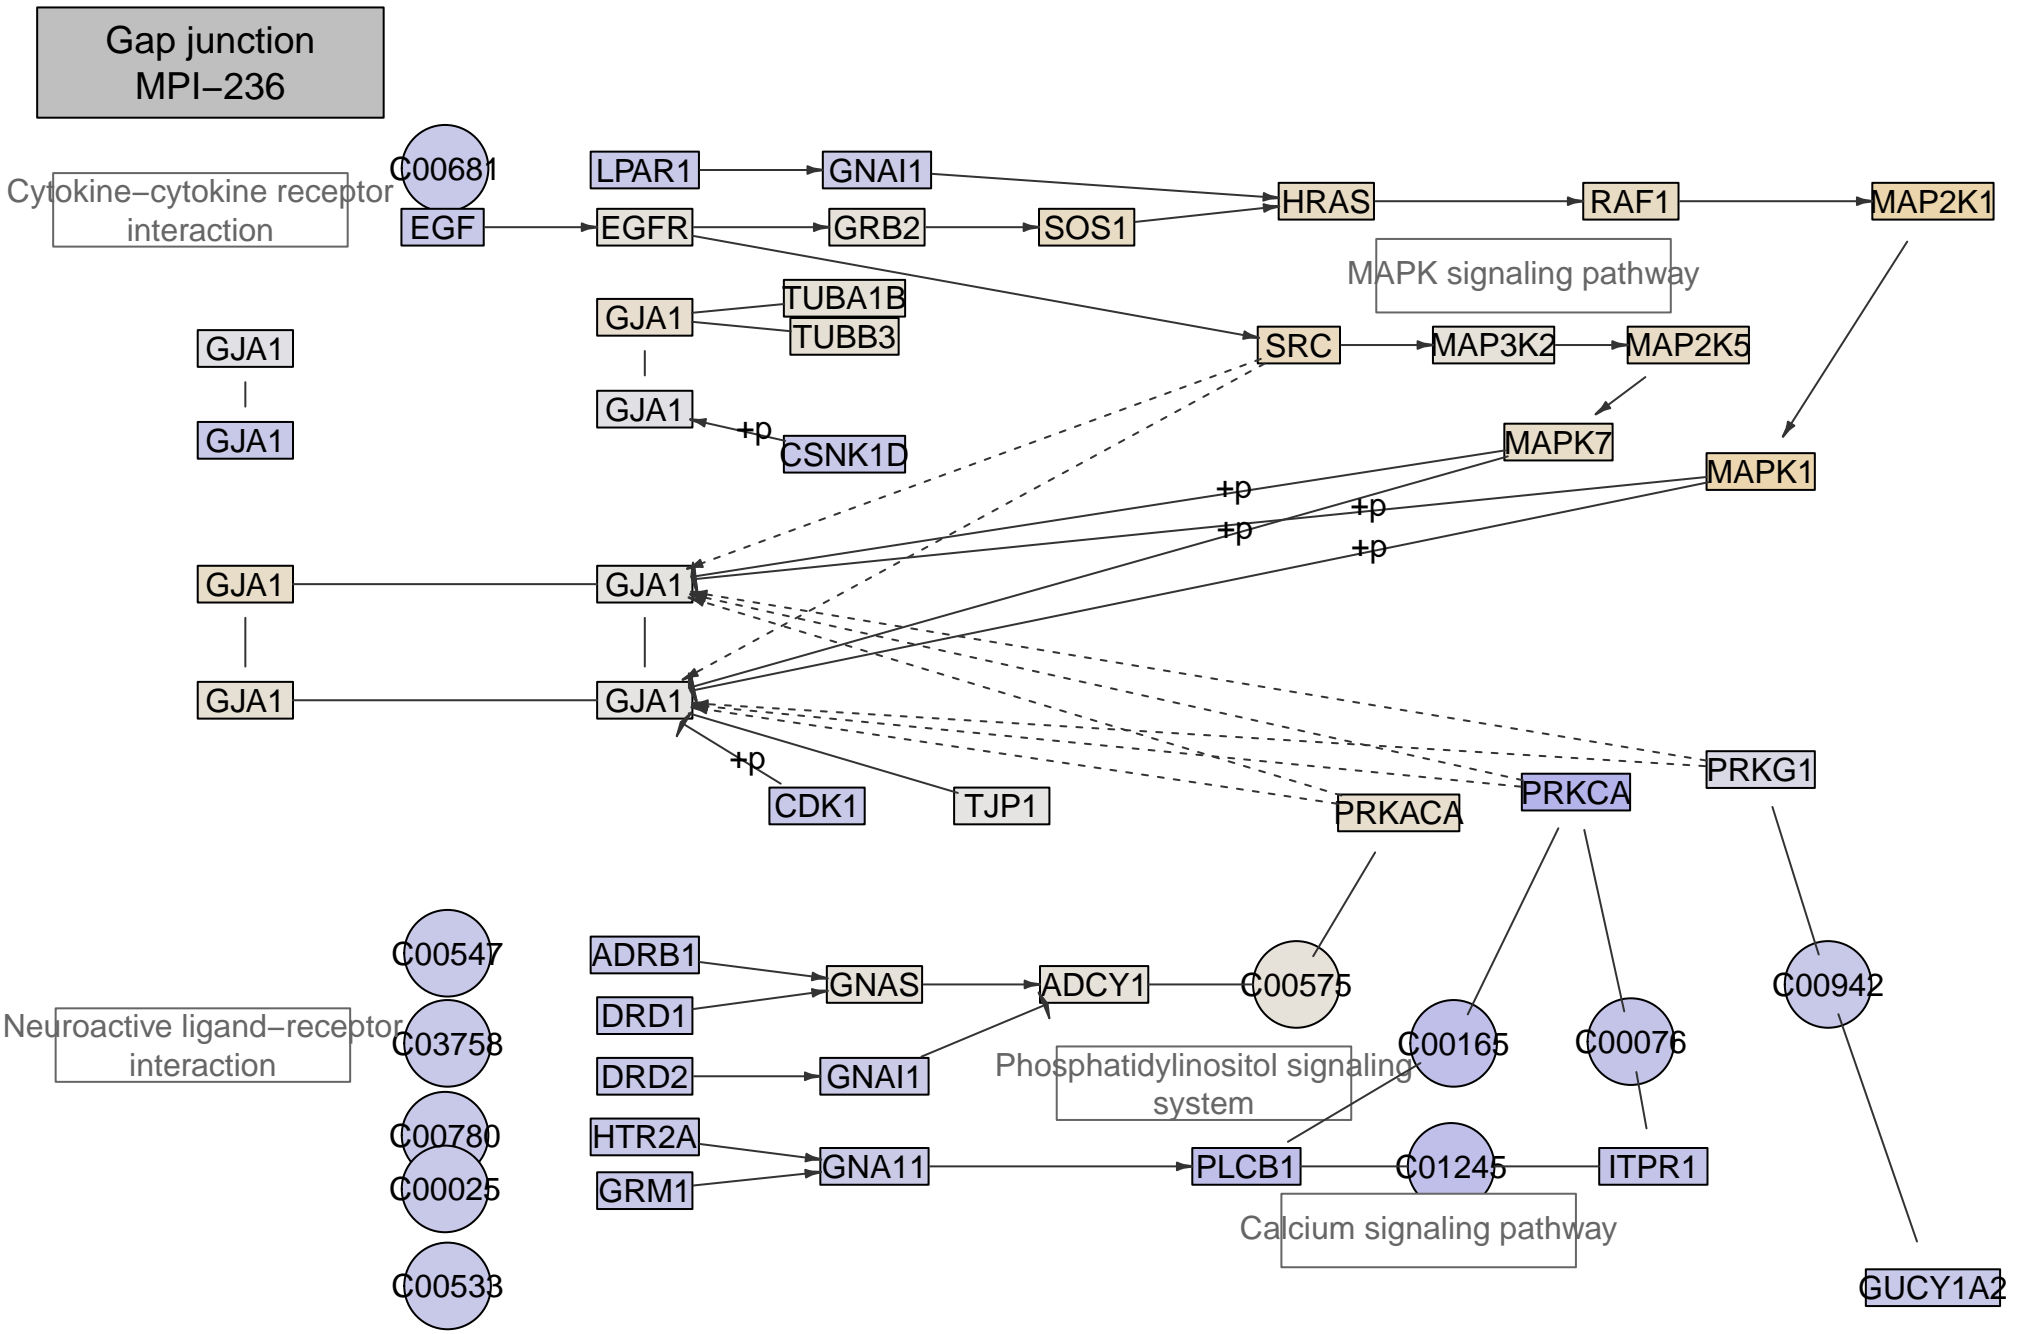 Gap junction
MPI−236
C00681
Cytokine−cytokine receptor
interaction
LPAR1
GNAI1
HRAS
RAF1
MAP2K1
EGF
EGFR
GRB2
SOS1
MAPK signaling pathway
GJA1
TUBA1B
TUBB3
GJA1
SRC
MAP3K2
MAP2K5
GJA1
GJA1
+p
CSNK1D
MAPK7
MAPK1
+p
+p
+p
+p
GJA1
GJA1
GJA1
GJA1
+p
CDK1
TJP1
PRKACA
PRKCA
PRKG1
C00547
ADRB1
GNAS
ADCY1
C00575
C00942
DRD1
Neuroactive ligand−receptor
interaction
C03758
C00165
C00076
DRD2
GNAI1
Phosphatidylinositol signaling
system
C00780
HTR2A
GNA11
PLCB1
C01245
ITPR1
C00025
GRM1
Calcium signaling pathway
C00533
GUCY1A2